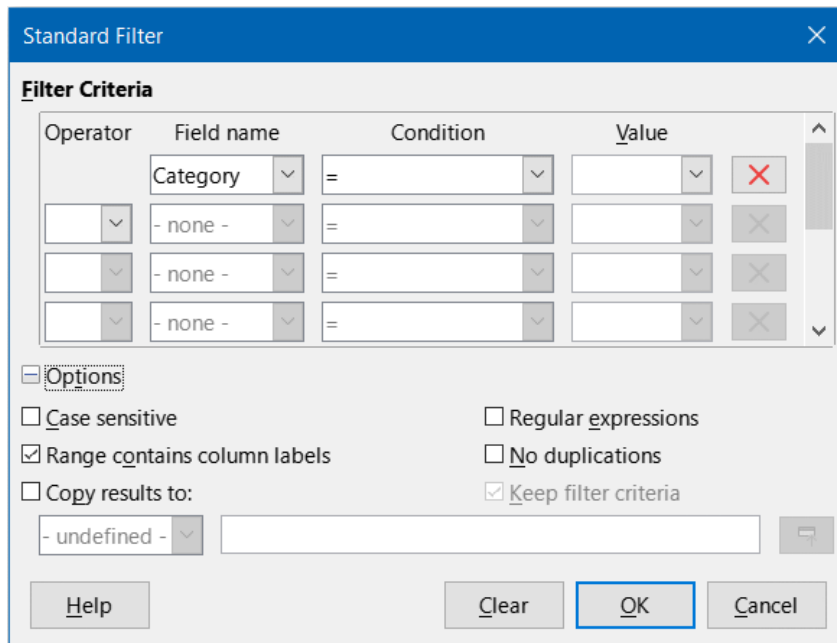 Standard Filter
Filter Criteria
Operator Field name Condition Value
Category =
- none - =
- none - =
- none - =
Options
Case sensitive Regular expressions
Range contains column labels No duplications
Copy results to: Keep filter criteria
- undefined -
Help Clear OK Cancel